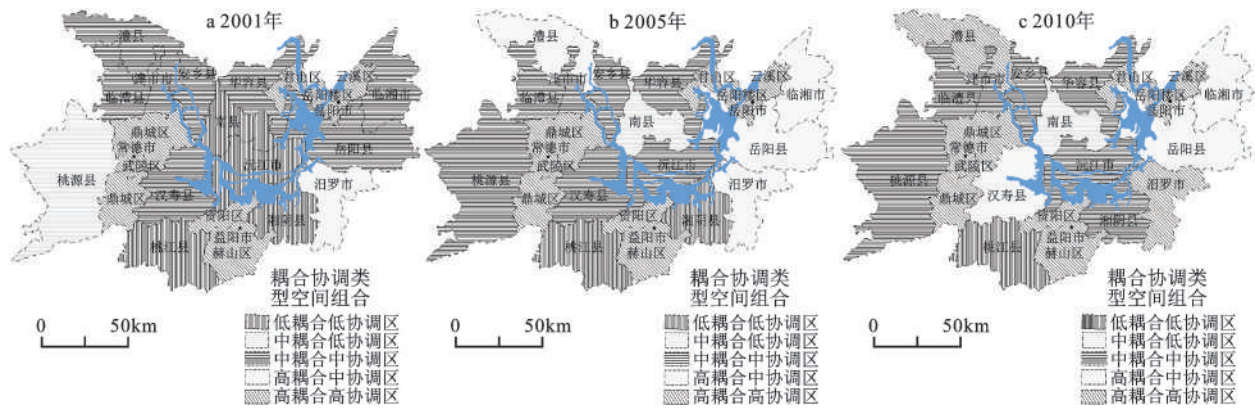 a 2001年
澧县
津市市
安乡县
临澧县
华容县
君山区
云溪区
岳阳楼区
岳阳市
临湘市
南县
鼎城区
常德市
武陵区
岳阳县
沅江市
桃源县
汉寿县
汨罗市
鼎城区
资阳区
湘阴县
益阳市
桃江县
赫山区
耦合协调类
型空间组合
0 50km
低耦合低协调区
中耦合低协调区
中耦合中协调区
高耦合中协调区
高耦合高协调区
b 2005年
澧县
津市市
安乡县
临澧县
华容县
君山区
云溪区
岳阳楼区
岳阳市
临湘市
南县
鼎城区
常德市
武陵区
岳阳县
沅江市
桃源县
汉寿县
汨罗市
鼎城区
资阳区
湘阴县
益阳市
桃江县
赫山区
耦合协调类
型空间组合
0 50km
低耦合低协调区
中耦合低协调区
中耦合中协调区
高耦合中协调区
高耦合高协调区
c 2010年
澧县
津市市
安乡县
临澧县
华容县
君山区
云溪区
岳阳楼区
岳阳市
临湘市
南县
鼎城区
常德市
武陵区
岳阳县
沅江市
桃源县
汉寿县
汨罗市
鼎城区
资阳区
湘阴县
益阳市
桃江县
赫山区
耦合协调类
型空间组合
0 50km
低耦合低协调区
中耦合低协调区
中耦合中协调区
高耦合中协调区
高耦合高协调区